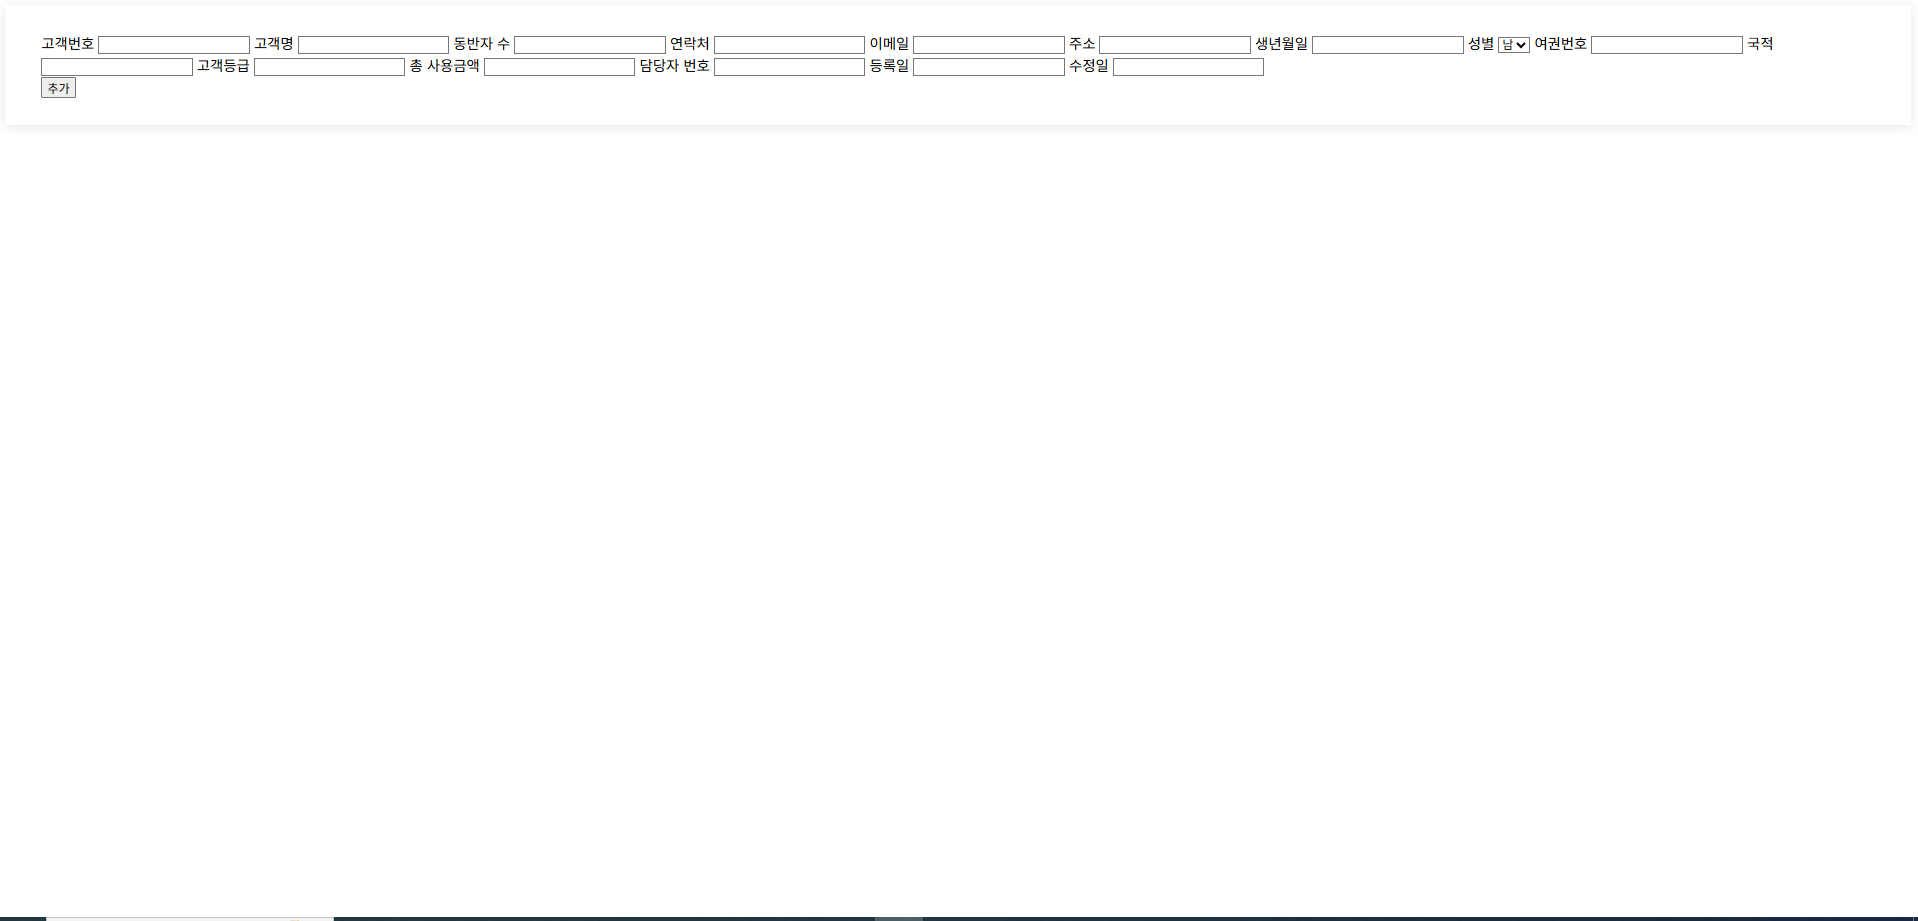 고객번호 고객명 동반자 수 연락처 이메일 주소 생년월일 성별 남 여권번호 국적
고객등급 총 사용금액 담당자 번호 등록일 수정일
추가